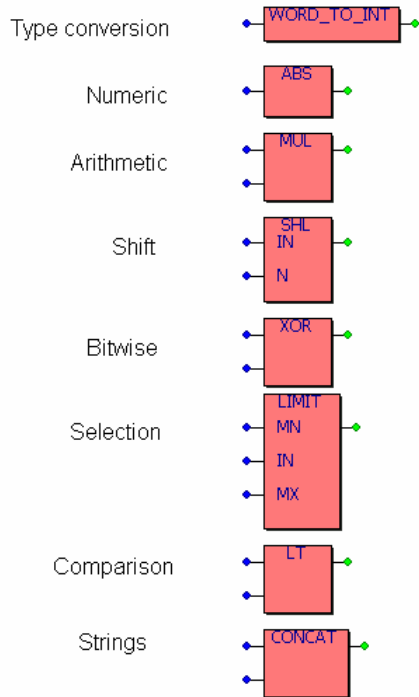 Type conversion
WORD_TO_INT
Numeric
ABS
Arithmetic
MUL
Shift
SHL
IN
N
Bitwise
XOR
Selection
LIMIT
MN
IN
MX
Comparison
LT
Strings
CONCAT